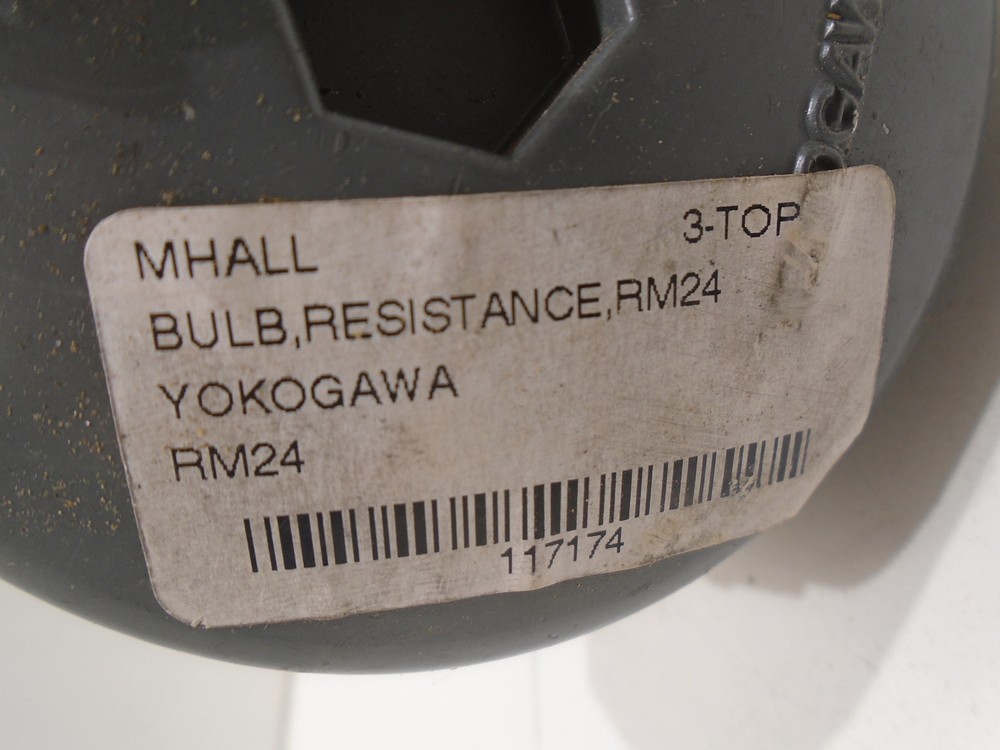 MHALL 3-TOP
BULB,RESISTANCE,RM24
YOKOGAWA
RM24
117174